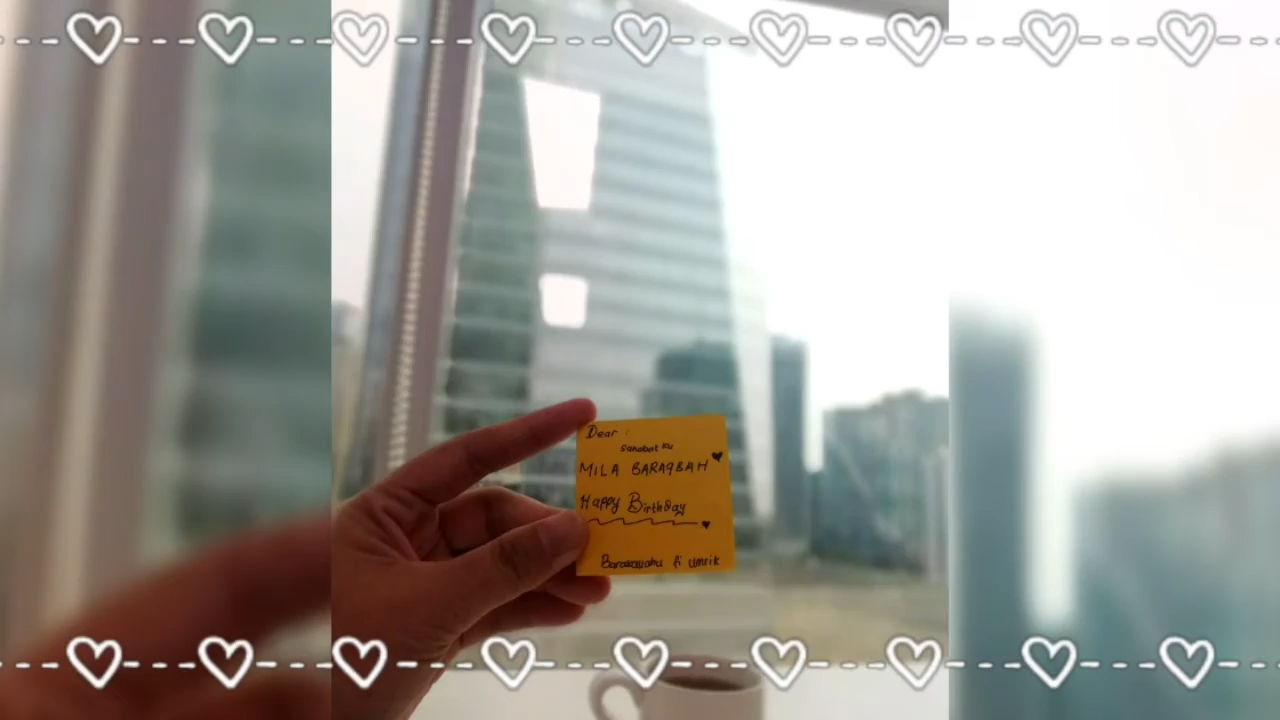 Dear :
Sahabat ku
MILA BARAQBAH
Happy BirthDay
Barakallahu fi umrik